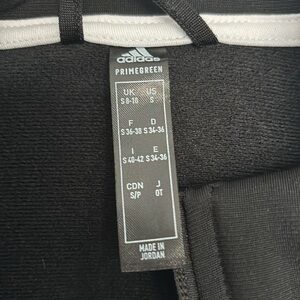 adidas
PRIMEGREEN
UK US
S 8-10 S
F D
S 36-38 S 34-36
I E
S 40-42 S 34-36
CDN J
S/P OT
MADE IN
JORDAN